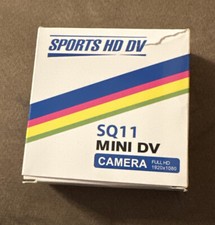 SPORTS HD DV
SQ11
MINI DV
CAMERA
FULL HD
1920x1080